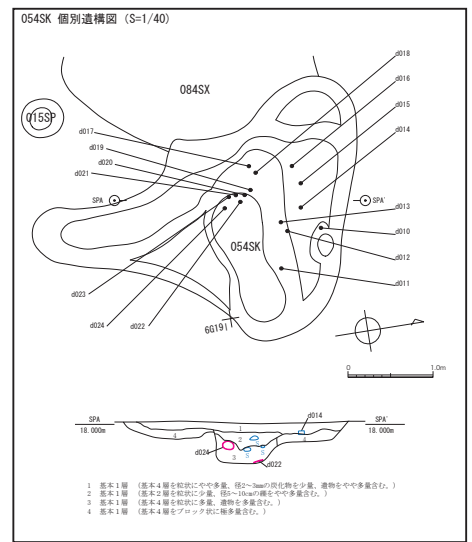 054SK 個別遺構図 (S=1/40)
d018
d016
084SX
d015
015SP
d014
d017
d019
d020
d021
SPA
SPA'
d013
d010
054SK
d012
d011
d023
d024
d022
6G19I
0
1.0m
SPA
18.000m
d014
SPA'
18.000m
1
2
3
4
4
S
S
S
d024
d022
1 基本1層 (基本4層を粒状にやや多量、径2~3mmの炭化物を少量、遺物をやや多量含む。)
2 基本1層 (基本4層を粒状に少量、径5~10cmの礫をやや多量含む。)
3 基本1層 (基本4層を粒状に多量、遺物を多量含む。)
4 基本1層 (基本4層をブロック状に極多量含む。)